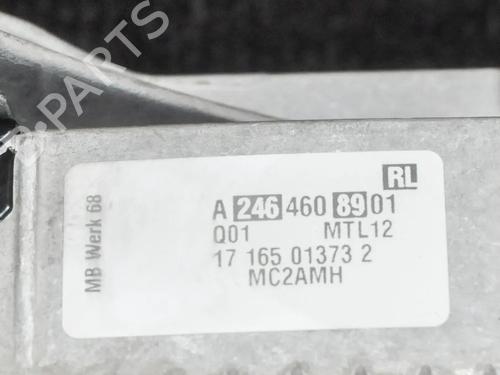 B-PARTS
RL
A 246 460 89 01
Q01 MTL12
17 165 01373 2
MC2AMH
MB Werk 68